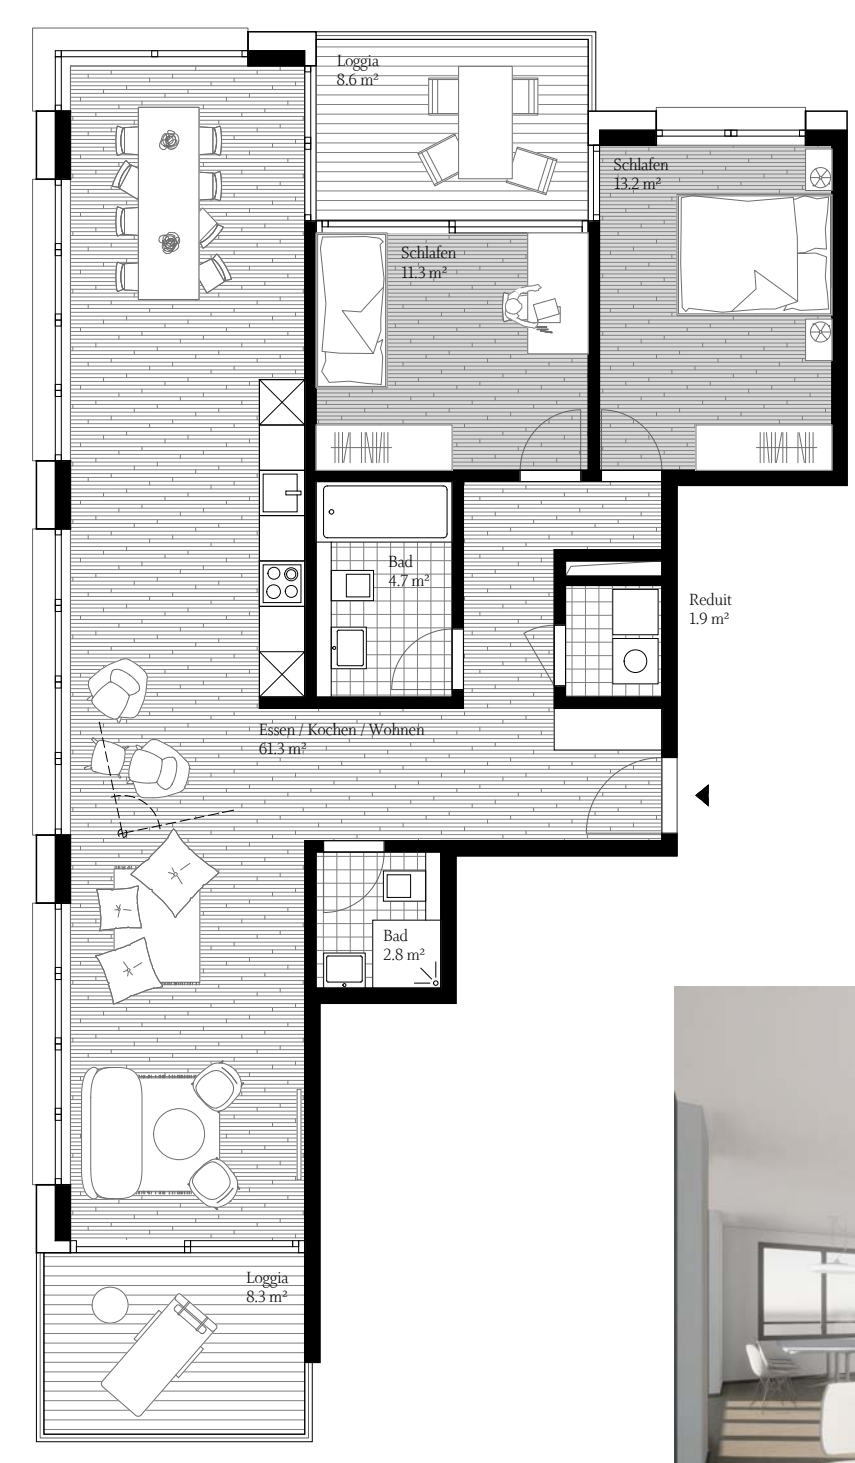 Loggia
8.6 m²
Schlafen
13.2 m²
Schlafen
11.3 m²
Bad
4.7 m²
Reduit
1.9 m²
Essen / Kochen / Wohnen
61.3 m²
Bad
2.8 m²
Loggia
8.3 m²